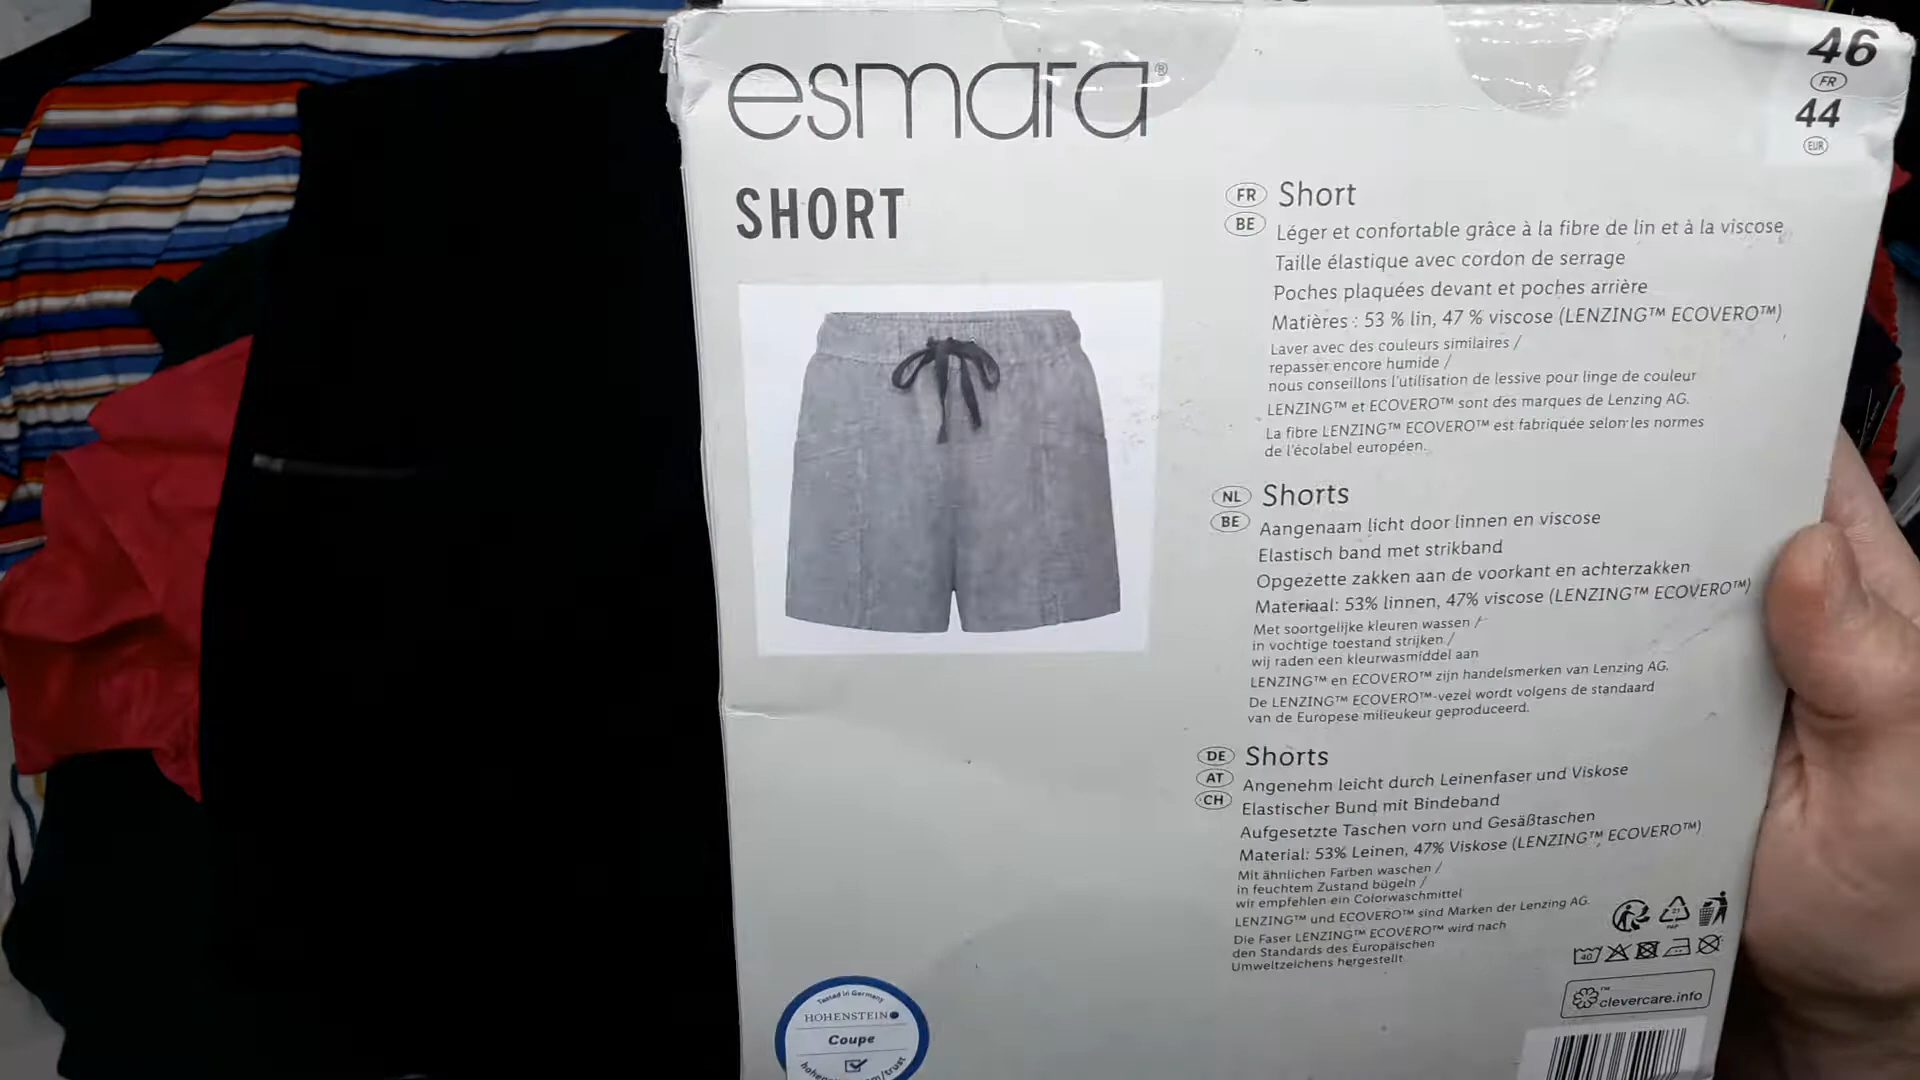 esmara®
SHORT
46
FR
44
EUR
FR Short
BE
Léger et confortable grâce à la fibre de lin et à la viscose
Taille élastique avec cordon de serrage
Poches plaquées devant et poches arrière
Matières : 53 % lin, 47 % viscose (LENZING™ ECOVERO™)
Laver avec des couleurs similaires /
repasser encore humide /
nous conseillons l'utilisation de lessive pour linge de couleur
LENZING™ et ECOVERO™ sont des marques de Lenzing AG.
La fibre LENZING™ ECOVERO™ est fabriquée selon les normes
de l'écolabel européen.
NL Shorts
BE
Aangenaam licht door linnen en viscose
Elastisch band met strikband
Opgezette zakken aan de voorkant en achterzakken
Materiaal: 53% linnen, 47% viscose (LENZING™ ECOVERO™)
Met soortgelijke kleuren wassen /
in vochtige toestand strijken /
wij raden een kleurwasmiddel aan
LENZING™ en ECOVERO™ zijn handelsmerken van Lenzing AG.
De LENZING™ ECOVERO™-vezel wordt volgens de standaard
van de Europese milieukeur geproduceerd.
DE Shorts
AT
CH
Angenehm leicht durch Leinenfaser und Viskose
Elastischer Bund mit Bindeband
Aufgesetzte Taschen vorn und Gesäßtaschen
Material: 53% Leinen, 47% Viskose (LENZING™ ECOVERO™)
Mit ähnlichen Farben waschen /
in feuchtem Zustand bügeln /
wir empfehlen ein Colorwaschmittel
LENZING™ und ECOVERO™ sind Marken der Lenzing AG.
Die Faser LENZING™ ECOVERO™ wird nach
den Standards des Europäischen
Umweltzeichens hergestellt
21
PAP
40
clevercare.info
Tested in Germany
HOHENSTEIN
Coupe